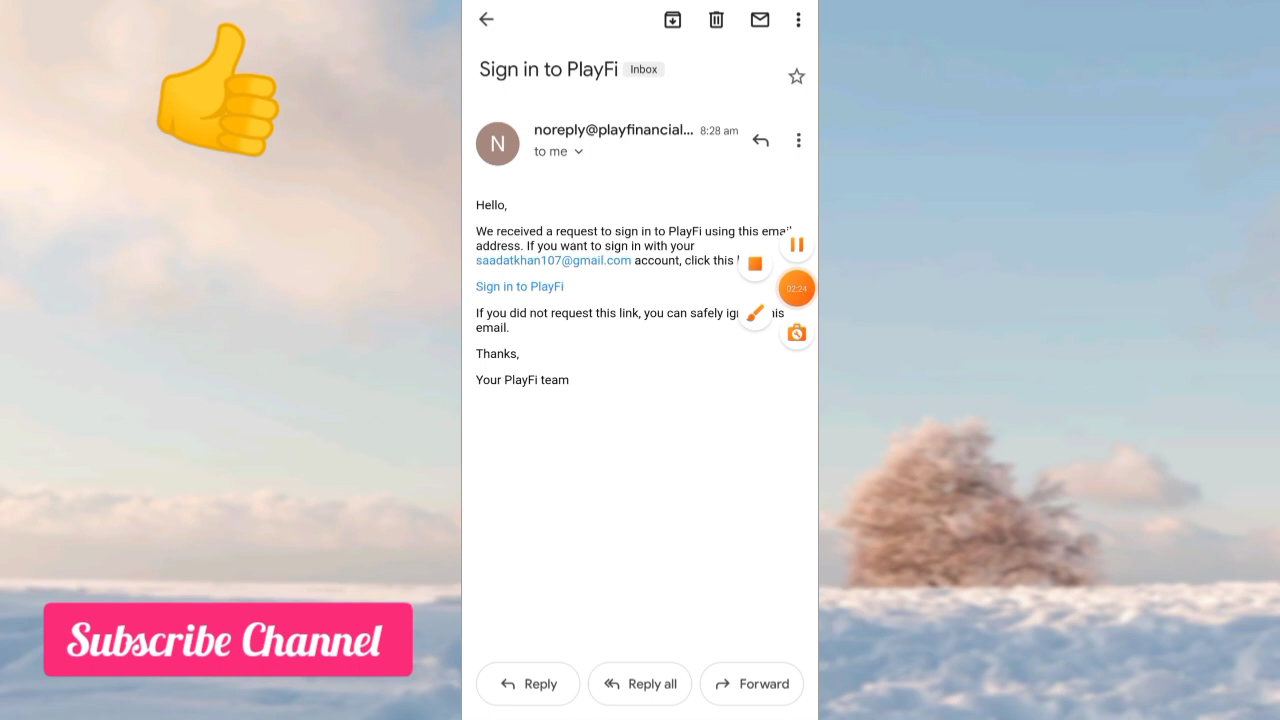 Sign in to PlayFi Inbox
N
noreply@playfinancial... 8:28 am
to me
Hello,
We received a request to sign in to PlayFi using this email
address. If you want to sign in with your
saadatkhan107@gmail.com account, click this
Sign in to PlayFi
If you did not request this link, you can safely this
email.
Thanks,
Your PlayFi team
02:24
Subscribe Channel
Reply
Reply all
Forward